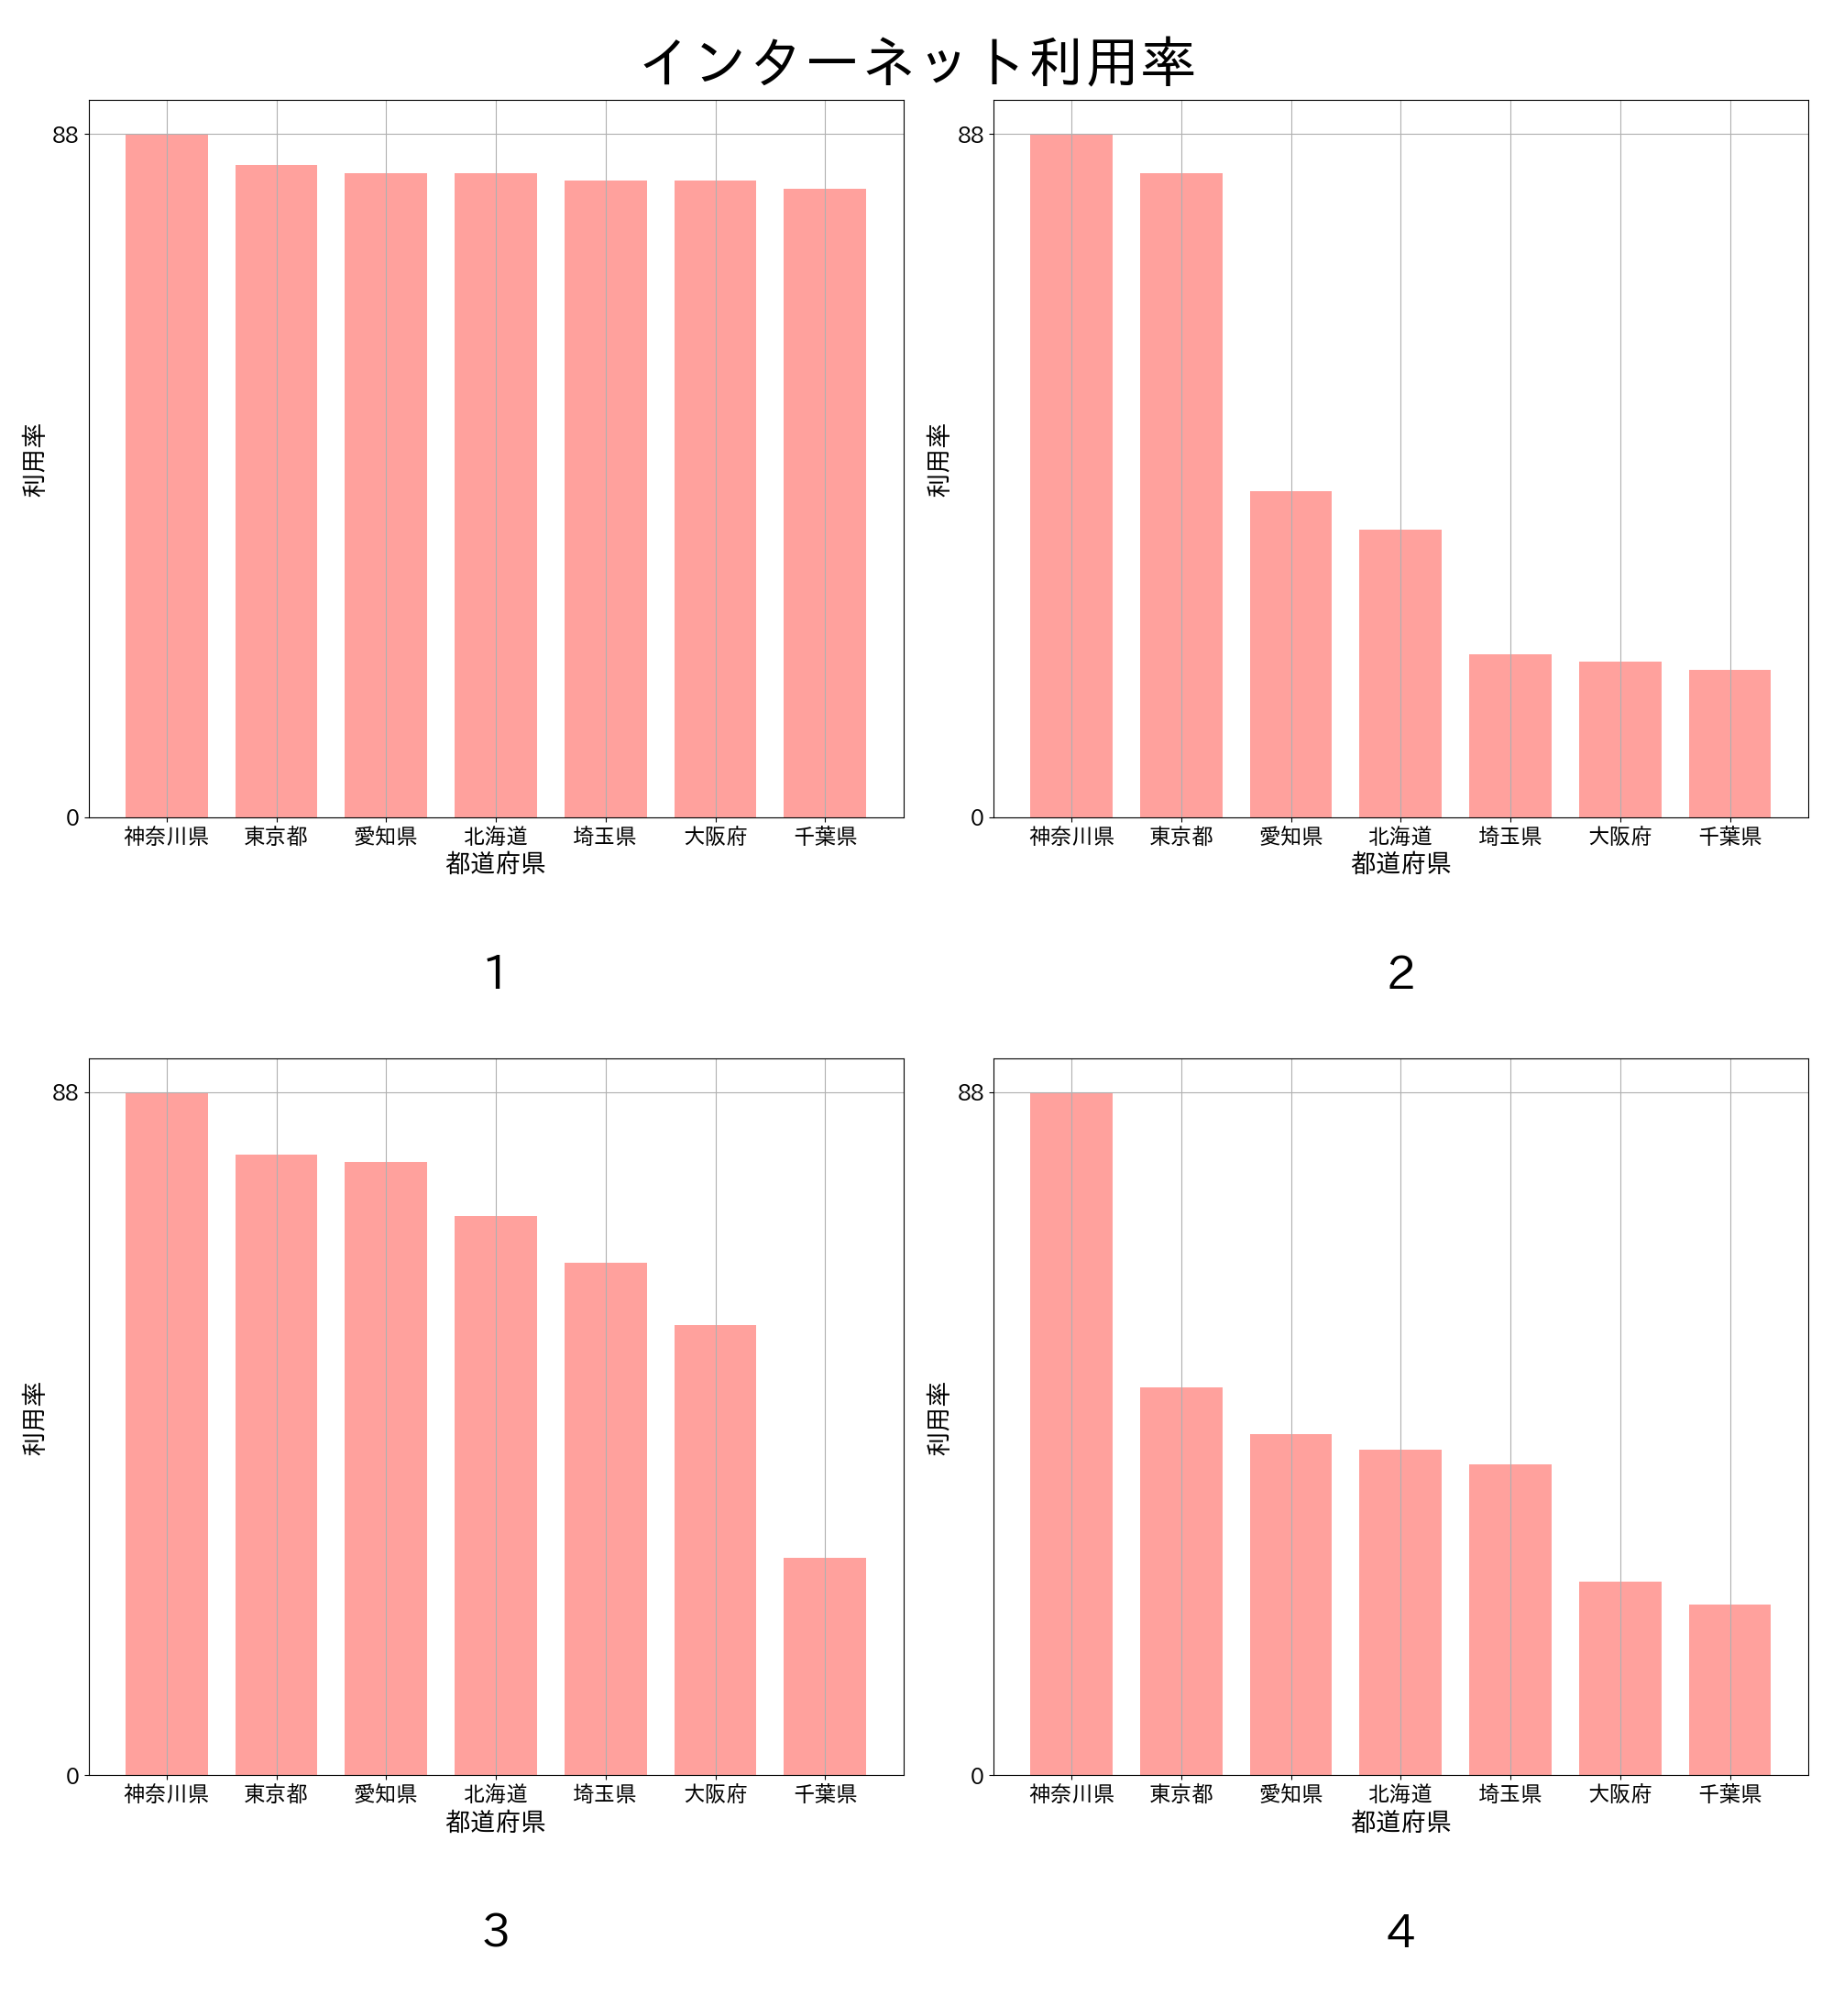 インターネット利用率
88
0
利用率
神奈川県 東京都 愛知県 北海道 埼玉県 大阪府 千葉県
都道府県
1
88
0
利用率
神奈川県 東京都 愛知県 北海道 埼玉県 大阪府 千葉県
都道府県
2
88
0
利用率
神奈川県 東京都 愛知県 北海道 埼玉県 大阪府 千葉県
都道府県
3
88
0
利用率
神奈川県 東京都 愛知県 北海道 埼玉県 大阪府 千葉県
都道府県
4